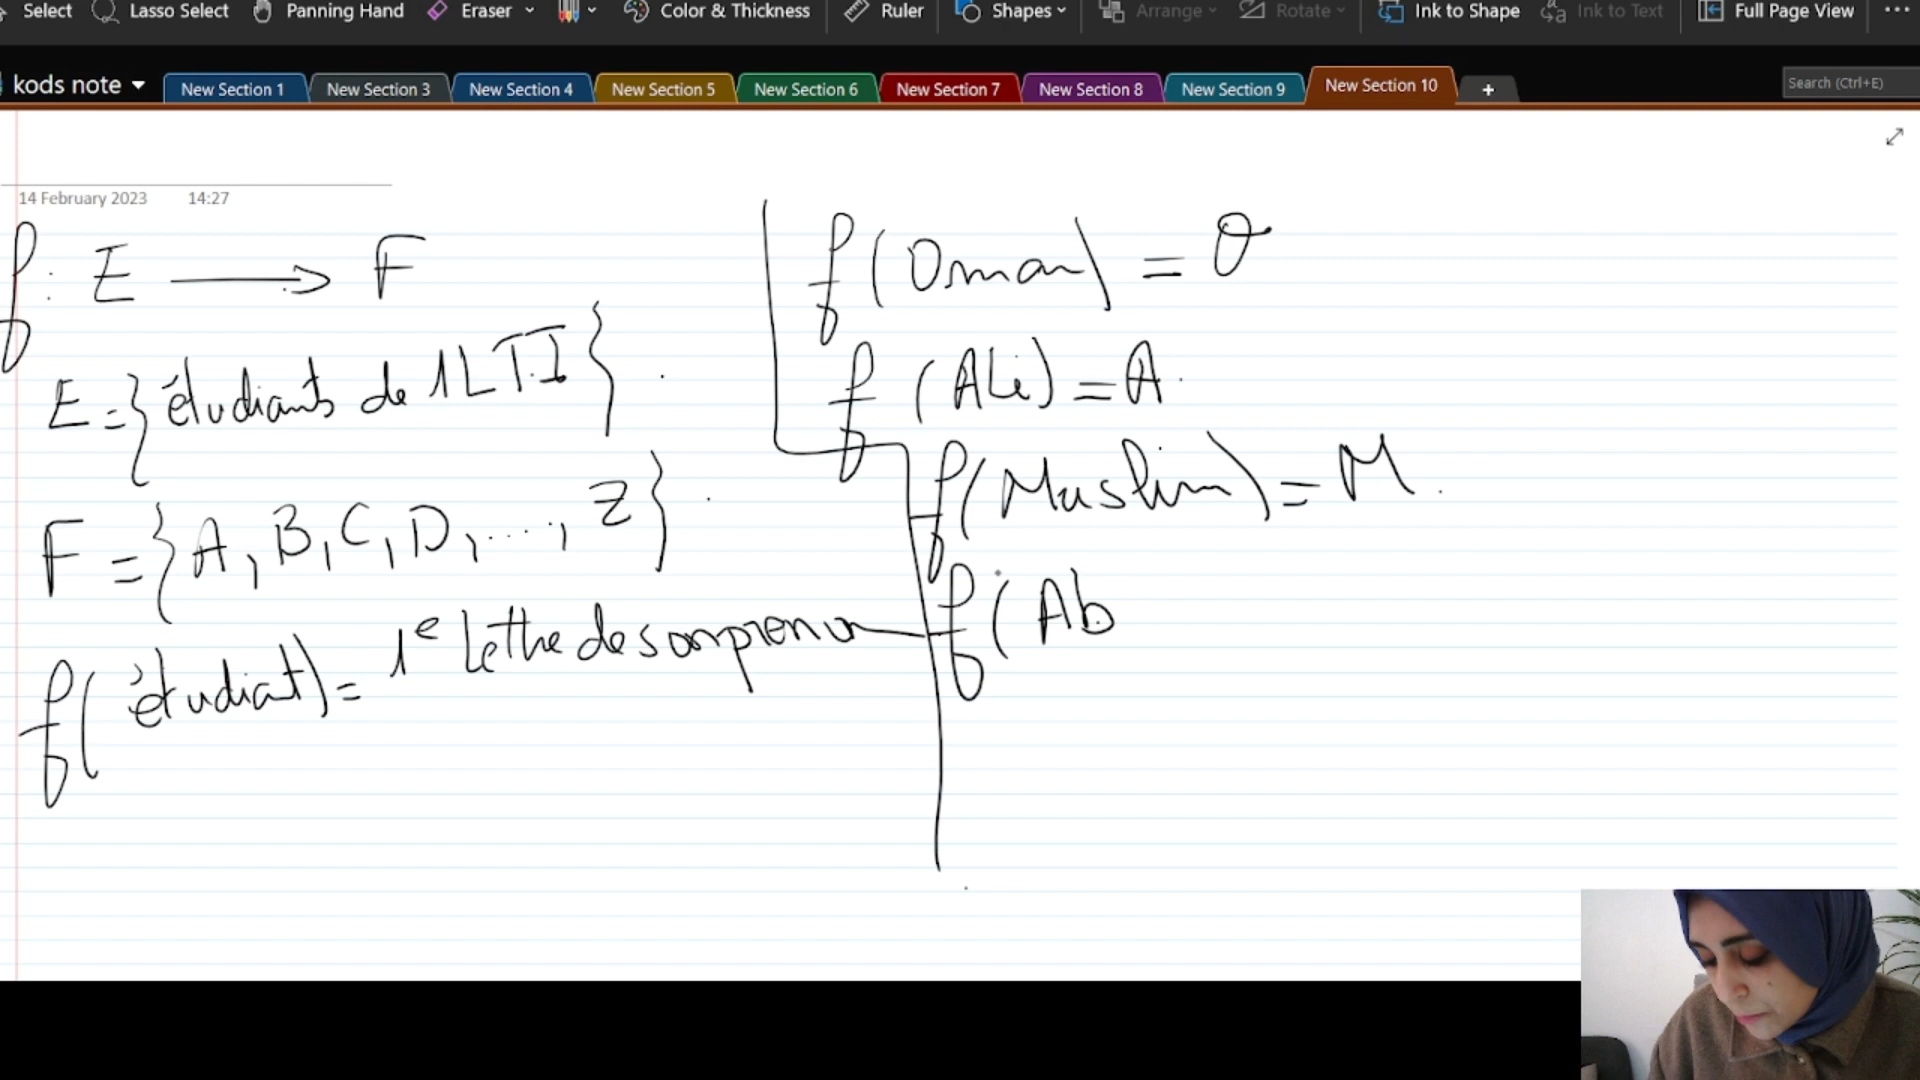 Select Lasso Select Panning Hand Eraser Color & Thickness Ruler Shapes Arrange Rotate Ink to Shape Ink to Text Full Page View
kods note New Section 1 New Section 3 New Section 4 New Section 5 New Section 6 New Section 7 New Section 8 New Section 9 New Section 10 + Search (Ctrl+E)
14 February 2023 14:27
f: E → F
E = { étudiants de 1LTI } .
F = { A, B, C, D, ..., Z } .
f( étudiant) = 1e lettre de son prenom
f(Oman) = O
f (Ali) = A.
f(Muslim) = M.
f( Ab